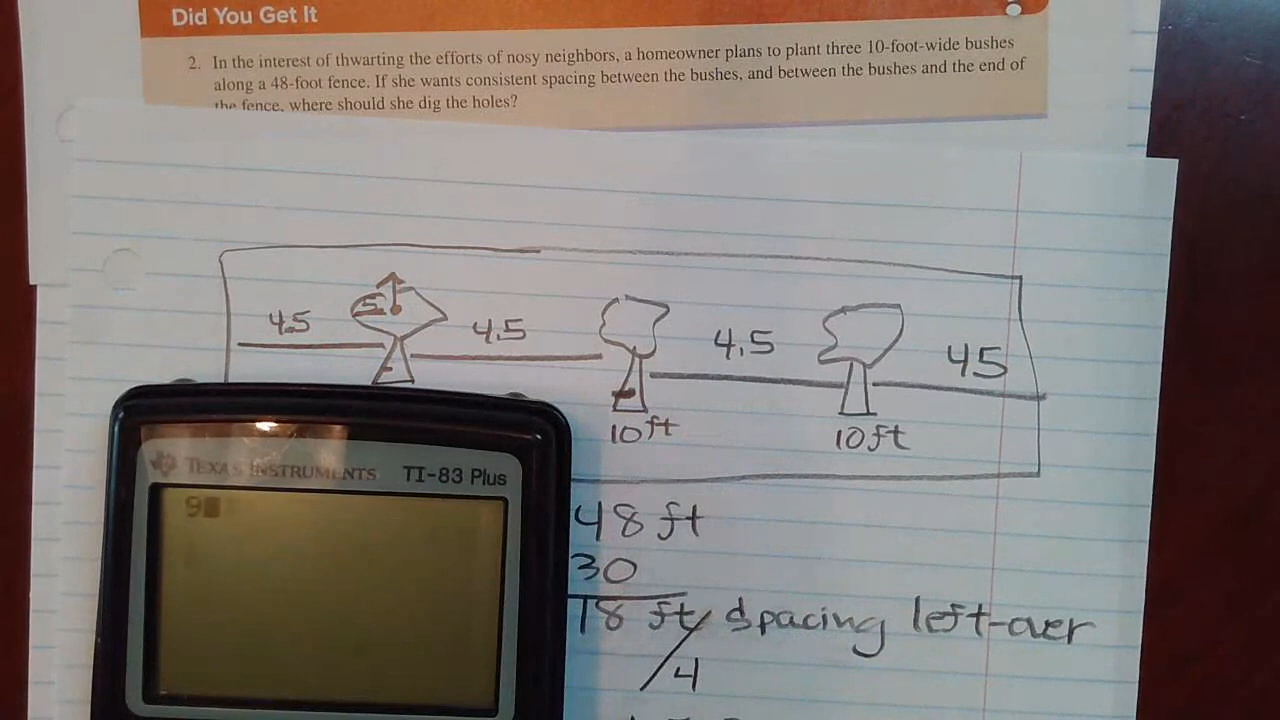 Did You Get It
2. In the interest of thwarting the efforts of nosy neighbors, a homeowner plans to plant three 10-foot-wide bushes
along a 48-foot fence. If she wants consistent spacing between the bushes, and between the bushes and the end of
the fence, where should she dig the holes?
4.5 5 4.5 4.5 45
10ft 10ft
TEXAS INSTRUMENTS TI-83 Plus
9
48 ft
30
18 ft spacing left-over
/4